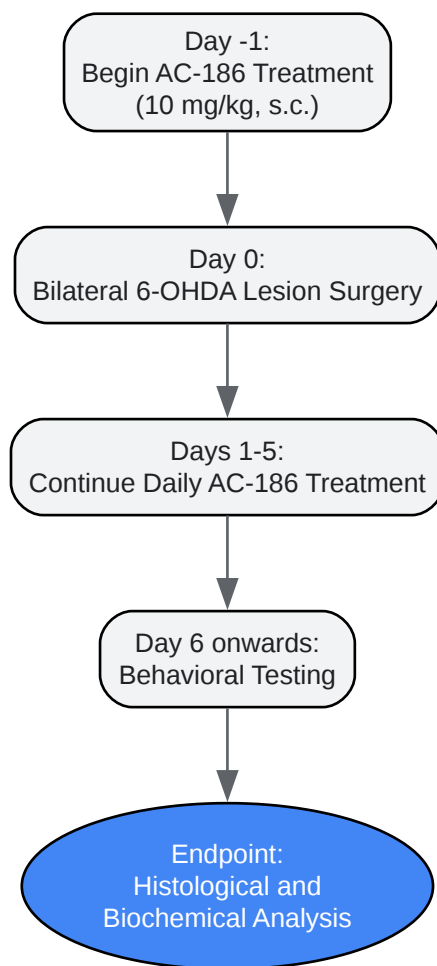 Day -1:
Begin AC-186 Treatment
(10 mg/kg, s.c.)
Day 0:
Bilateral 6-OHDA Lesion Surgery
Days 1-5:
Continue Daily AC-186 Treatment
Day 6 onwards:
Behavioral Testing
Endpoint:
Histological and
Biochemical Analysis